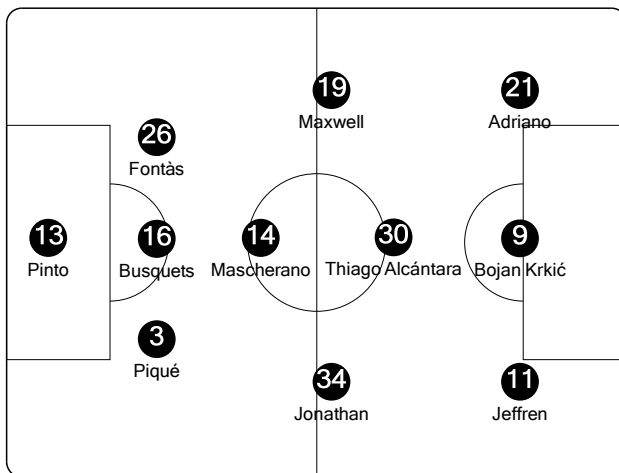 19
Maxwell
21
Adriano
26
Fontàs
13
Pinto
16
Busquets
14
Mascherano
30
Thiago Alcántara
9
Bojan Krkić
3
Piqué
34
Jonathan
11
Jeffren